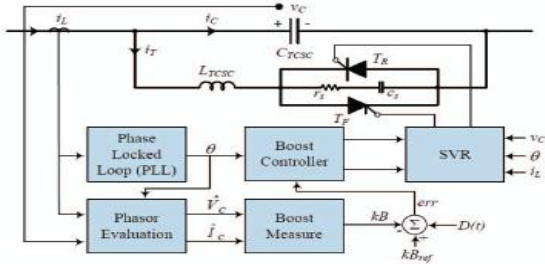 i_L
i_C
v_C
+
-
C_TCSC
i_T
T_R
L_TCSC
r_s
c_s
T_F
Phase
Locked
Loop (PLL)
θ
Boost
Controller
SVR
v_C
θ
i_L
Phasor
Evaluation
V̂_C
Î_C
Boost
Measure
kB
err
Σ
-
+
D(t)
kB_ref